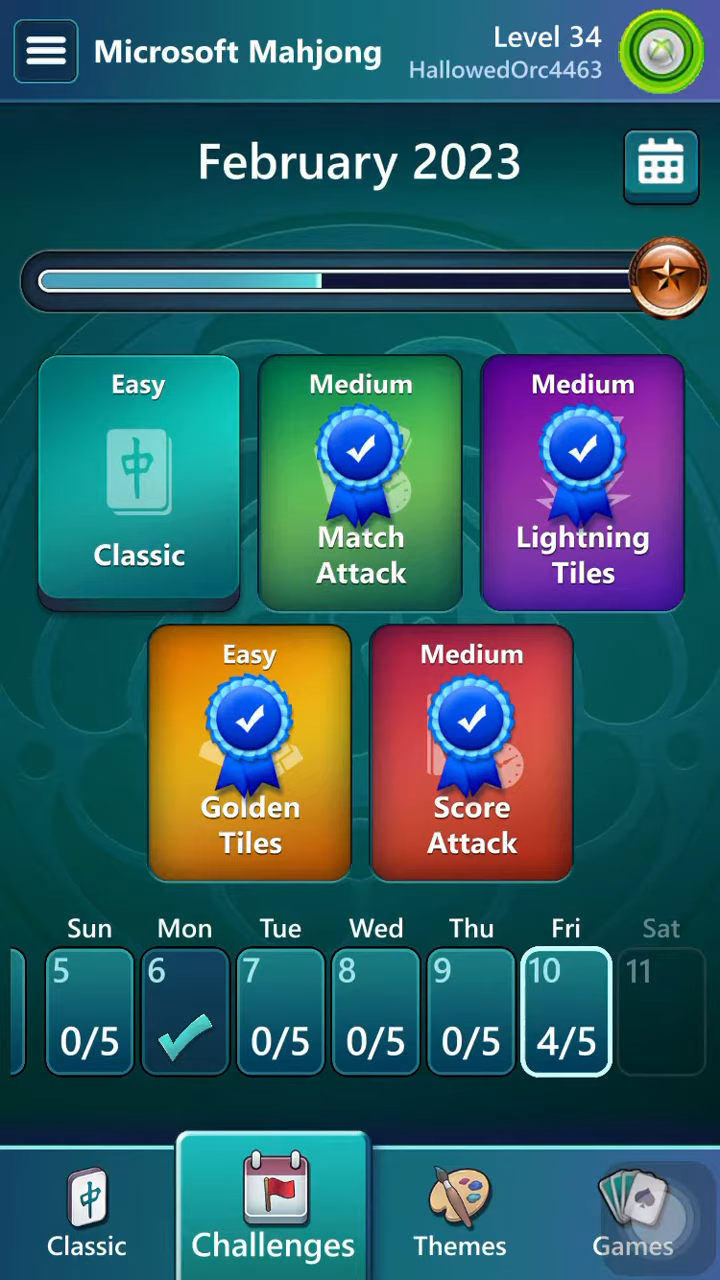 Microsoft Mahjong
Level 34
HallowedOrc4463
February 2023
Easy
中
Classic
Medium
Match
Attack
Medium
Lightning
Tiles
Easy
Golden
Tiles
Medium
Score
Attack
Sun Mon Tue Wed Thu Fri Sat
5 6 7 8 9 10 11
0/5 0/5 0/5 0/5 4/5
中
Classic
Challenges
Themes
Games